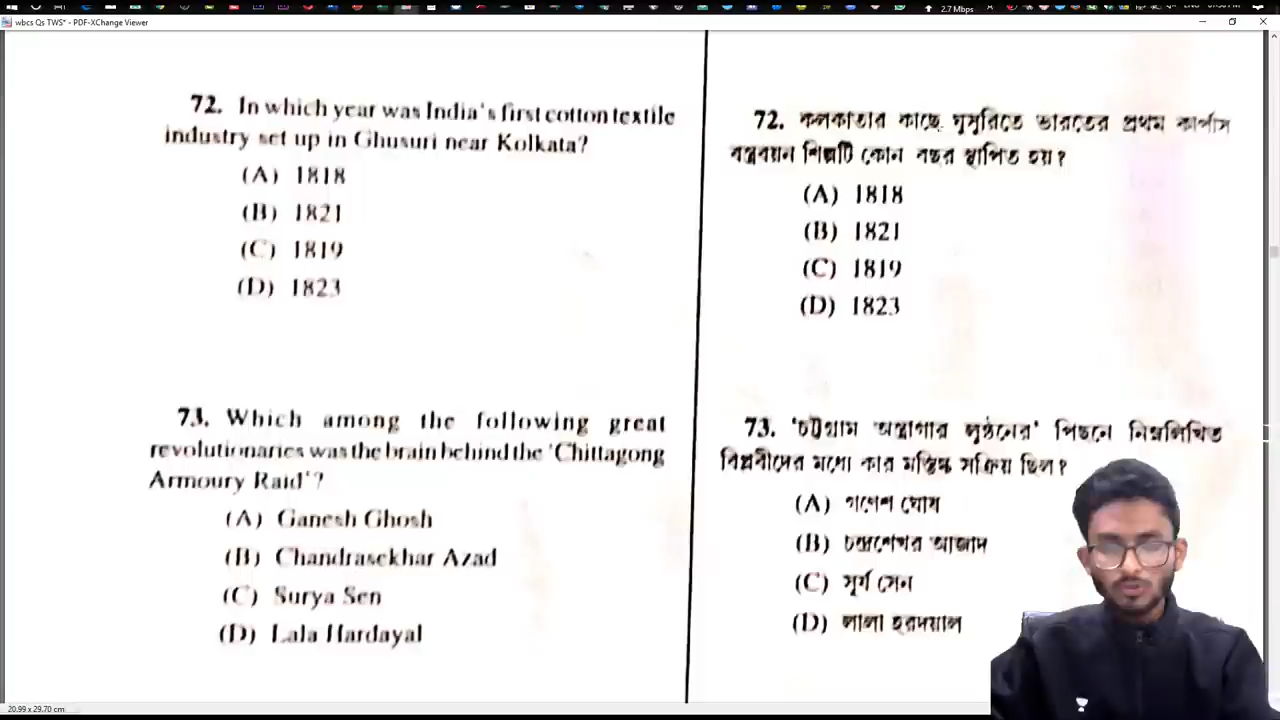 wbcs Qs TWS* - PDF-XChange Viewer
2.7 Mbps
72. In which year was India's first cotton textile
industry set up in Ghusuri near Kolkata?
(A) 1818
(B) 1821
(C) 1819
(D) 1823
73. Which among the following great
revolutionaries was the brain behind the 'Chittagong
Armoury Raid'?
(A) Ganesh Ghosh
(B) Chandrasekhar Azad
(C) Surya Sen
(D) Lala Hardayal
72. কলকাতার কাছে ঘুসুরিতে ভারতের প্রথম কার্পাস
বস্ত্রবয়ন শিল্পটি কোন বছর স্থাপিত হয়?
(A) 1818
(B) 1821
(C) 1819
(D) 1823
73. 'চট্টগ্রাম অস্ত্রাগার লুণ্ঠনের' পিছনে নিম্নলিখিত
বিপ্লবীদের মধ্যে কার মস্তিষ্ক সক্রিয় ছিল?
(A) গণেশ ঘোষ
(B) চন্দ্রশেখর আজাদ
(C) সূর্য সেন
(D) লালা হরদয়াল
20.99 x 29.70 cm